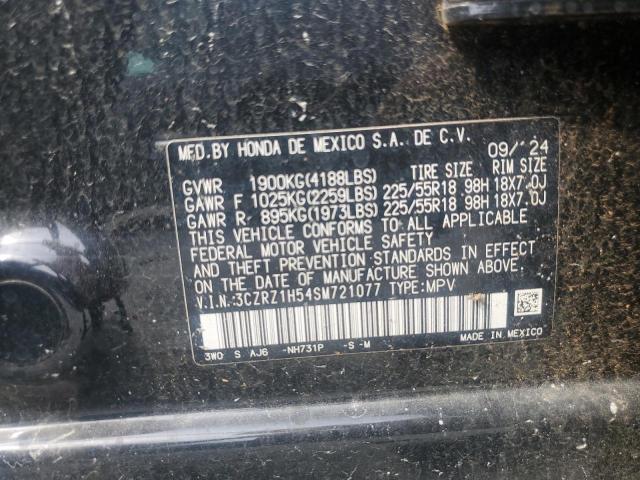 MFD.BY HONDA DE MEXICO S.A. DE C.V. 09/'24
TIRE SIZE RIM SIZE
GVWR 1900KG(4188LBS)
GAWR F 1025KG(2259LBS) 225/55R18 98H 18X7.0J
GAWR R 895KG(1973LBS) 225/55R18 98H 18X7.0J
THIS VEHICLE CONFORMS TO ALL APPLICABLE
FEDERAL MOTOR VEHICLE SAFETY
AND THEFT PREVENTION STANDARDS IN EFFECT
ON THE DATE OF MANUFACTURE SHOWN ABOVE.
V.I.N.:3CZRZ1H54SM721077 TYPE:MPV
3WO S AJ6 -NH731P -S-M MADE IN MEXICO